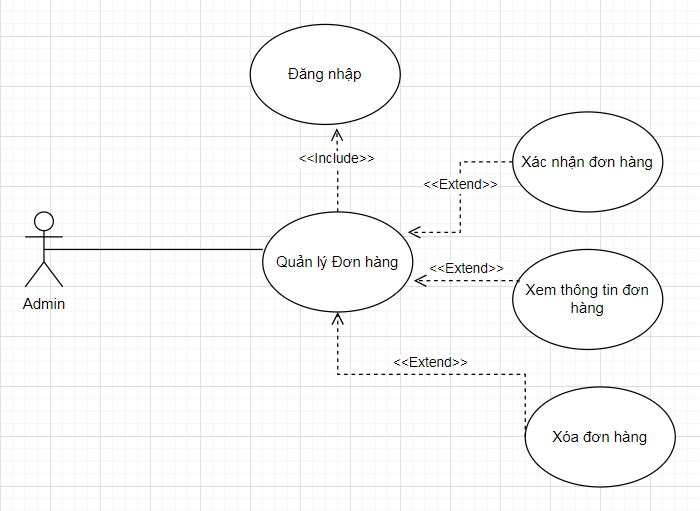 Đăng nhập
<<Include>>
Xác nhận đơn hàng
<<Extend>>
Quản lý Đơn hàng
<<Extend>>
Xem thông tin đơn
hàng
Admin
<<Extend>>
Xóa đơn hàng